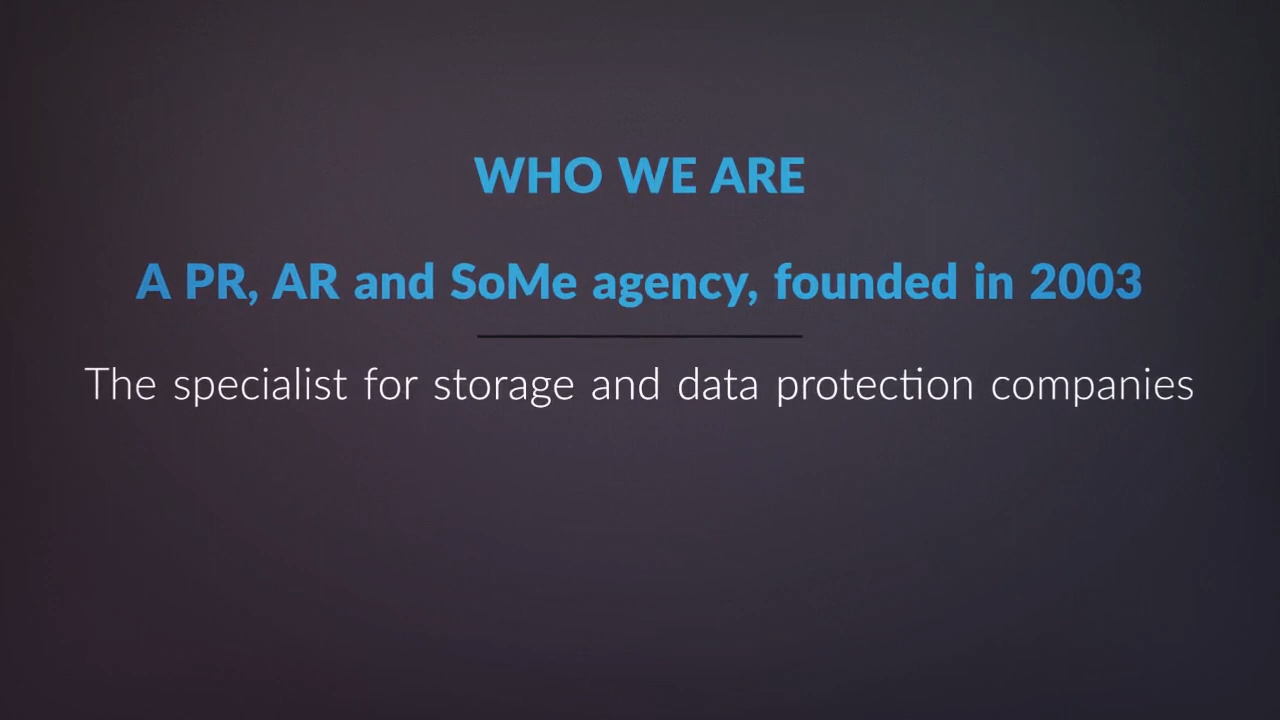 WHO WE ARE
A PR, AR and SoMe agency, founded in 2003
The specialist for storage and data protection companies